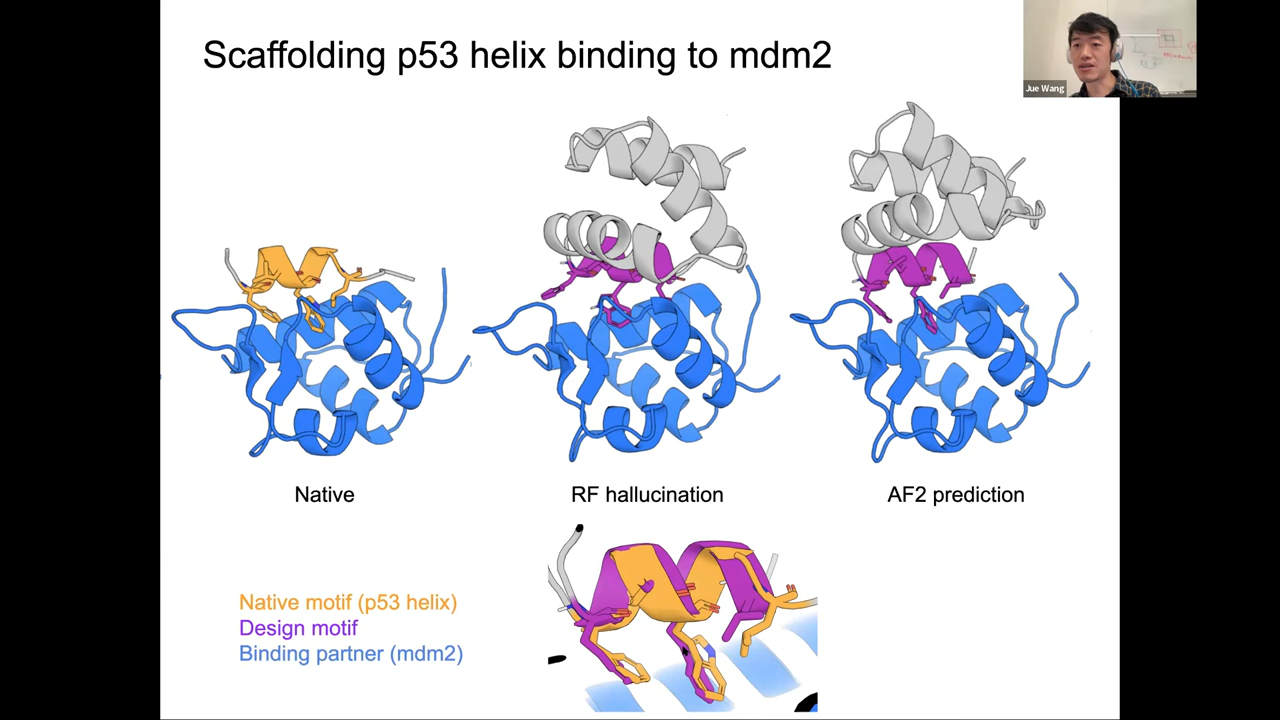 Scaffolding p53 helix binding to mdm2
Jue Wang
Native
RF hallucination
AF2 prediction
Native motif (p53 helix)
Design motif
Binding partner (mdm2)